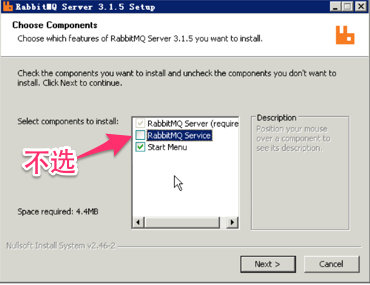 RabbitMQ Server 3.1.5 Setup
Choose Components
Choose which features of RabbitMQ Server 3.1.5 you want to install.
Check the components you want to install and uncheck the components you don't want to
install. Click Next to continue.
Select components to install:
RabbitMQ Server (require
RabbitMQ Service
Start Menu
Description
Position your mouse
over a component to
see its description.
不选
Space required: 4.4MB
Nullsoft Install System v2.46-2
Next >
Cancel